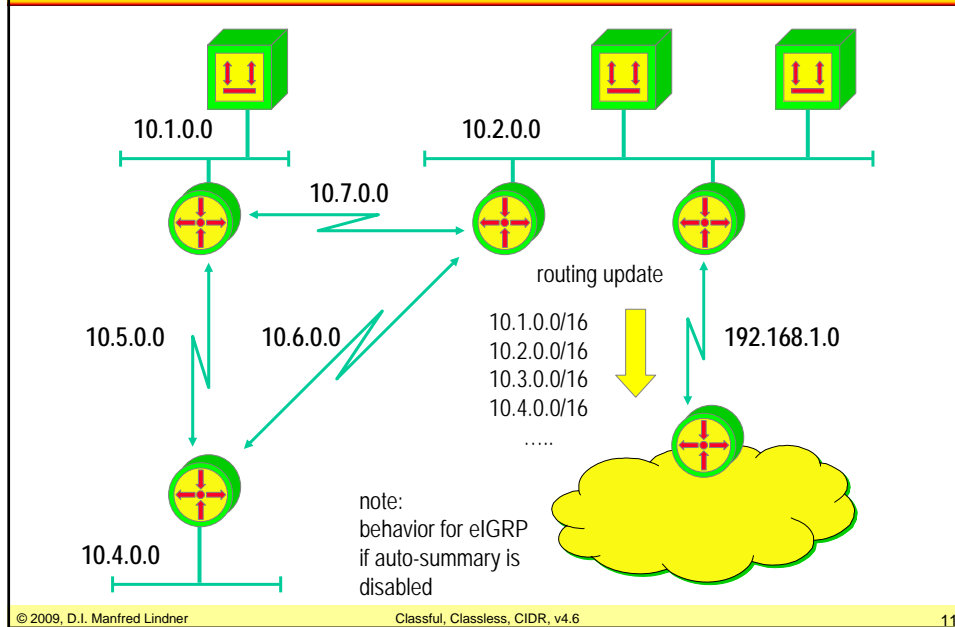 10.1.0.0
10.2.0.0
10.7.0.0
routing update
10.5.0.0
10.6.0.0
10.1.0.0/16
10.2.0.0/16
10.3.0.0/16
10.4.0.0/16
.....
192.168.1.0
note:
behavior for eIGRP
if auto-summary is
disabled
10.4.0.0
© 2009, D.I. Manfred Lindner
Classful, Classless, CIDR, v4.6
11